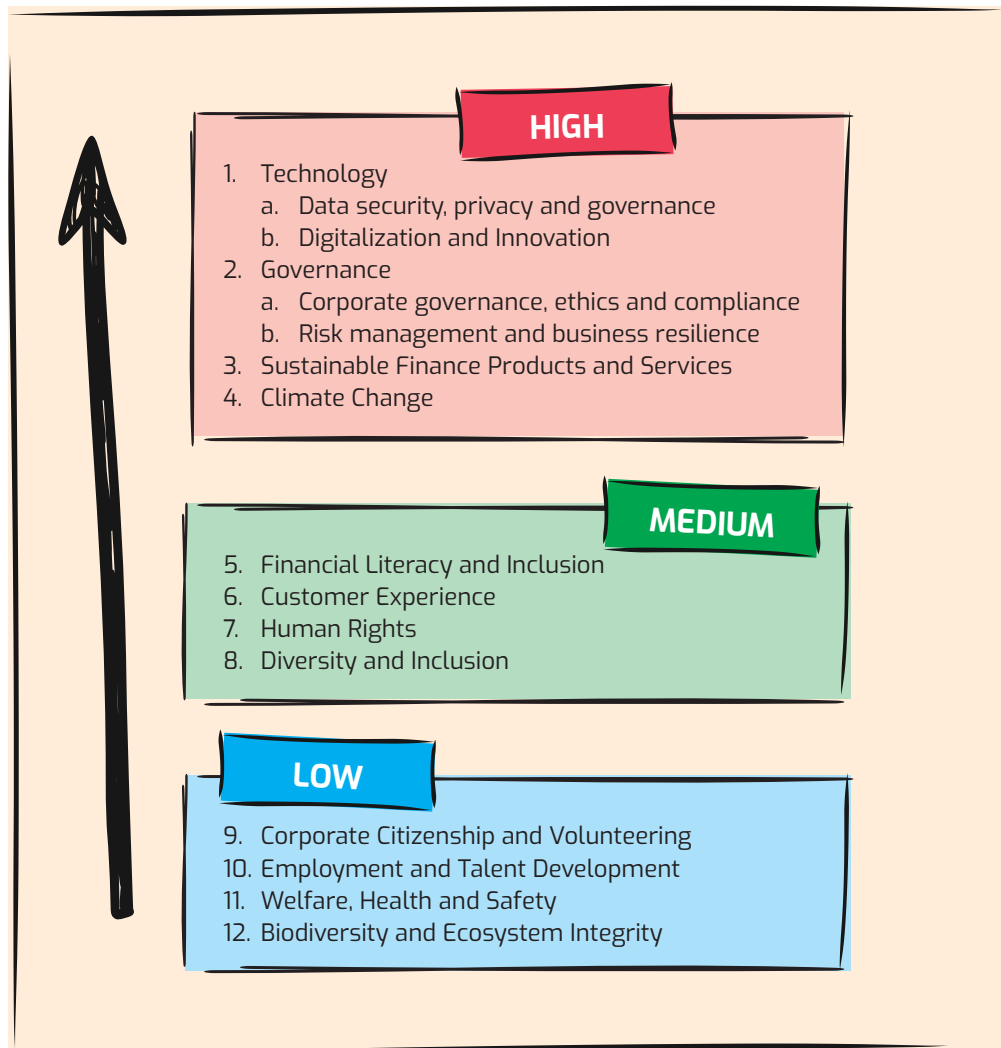 HIGH
1. Technology
a. Data security, privacy and governance
b. Digitalization and Innovation
2. Governance
a. Corporate governance, ethics and compliance
b. Risk management and business resilience
3. Sustainable Finance Products and Services
4. Climate Change
MEDIUM
5. Financial Literacy and Inclusion
6. Customer Experience
7. Human Rights
8. Diversity and Inclusion
LOW
9. Corporate Citizenship and Volunteering
10. Employment and Talent Development
11. Welfare, Health and Safety
12. Biodiversity and Ecosystem Integrity